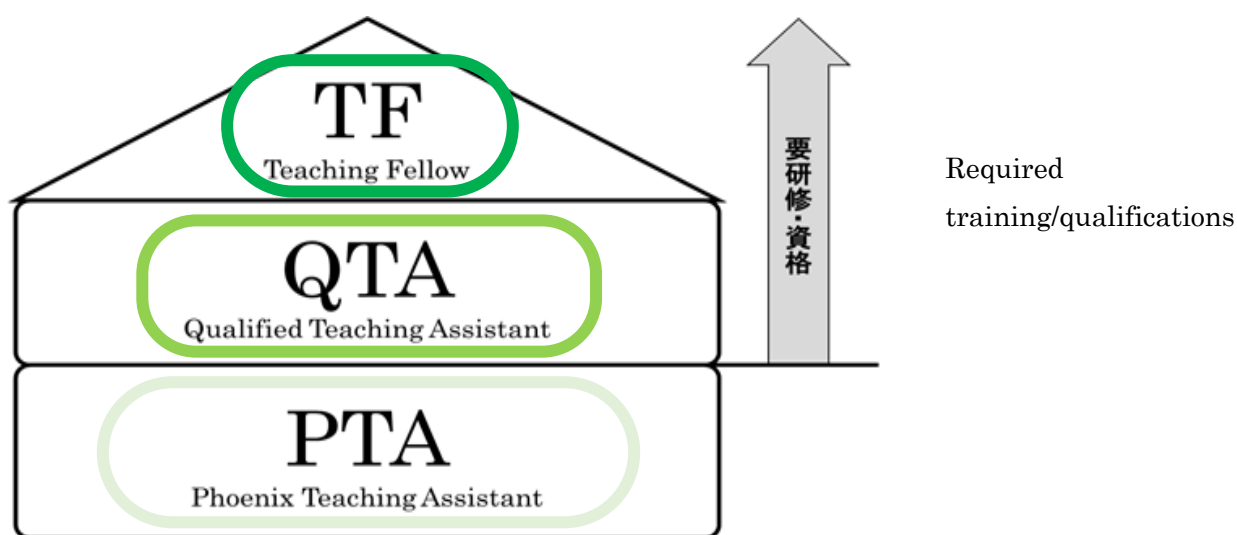 TF
Teaching Fellow
QTA
Qualified Teaching Assistant
PTA
Phoenix Teaching Assistant
要研修・資格
Required
training/qualifications